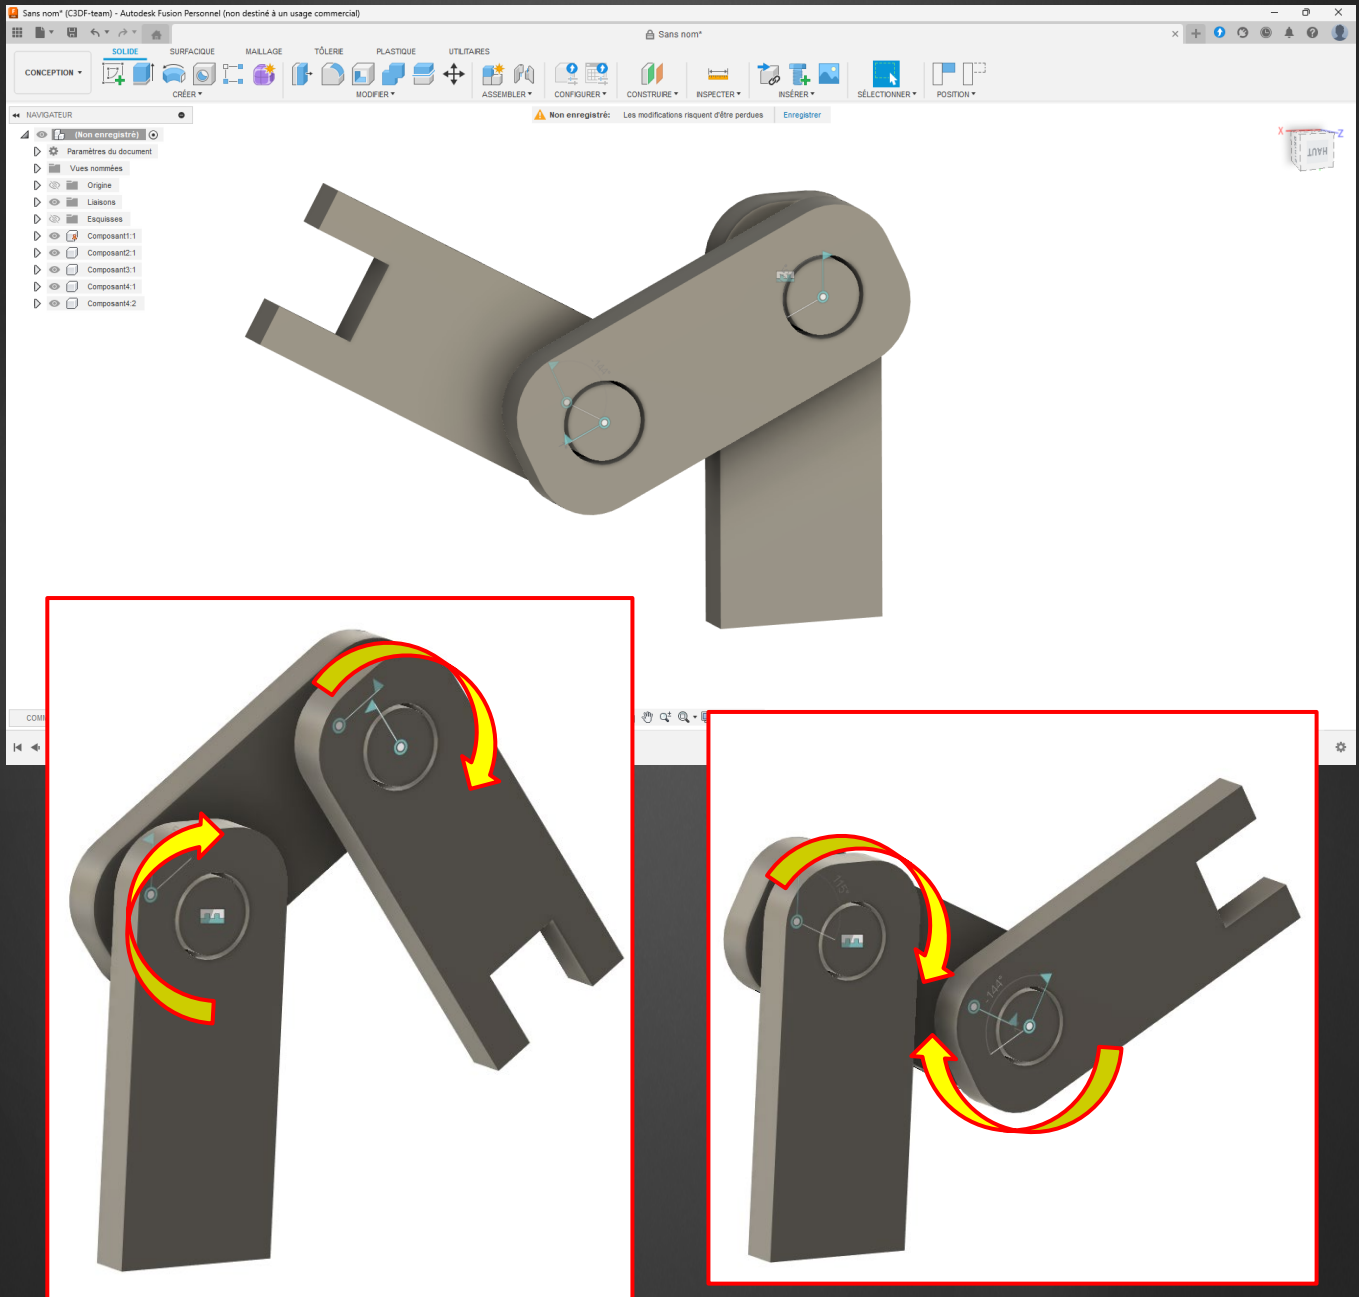 Sans nom* (C3DF-team) - Autodesk Fusion Personnel (non destiné à un usage commercial)
Sans nom*
SOLIDE SURFACIQUE MAILLAGE TÔLERIE PLASTIQUE UTILITAIRES
CONCEPTION
CRÉER MODIFIER ASSEMBLER CONFIGURER CONSTRUIRE INSPECTER INSÉRER SÉLECTIONNER POSITION
NAVIGATEUR
Non enregistré: Les modifications risquent d'être perdues Enregistrer
(Non enregistré)
Paramètres du document
Vues nommées
Origine
Liaisons
Esquisses
Composant1:1
Composant2:1
Composant3:1
Composant4:1
Composant4:2
X
Z
HAUT
COM
115°
-144°